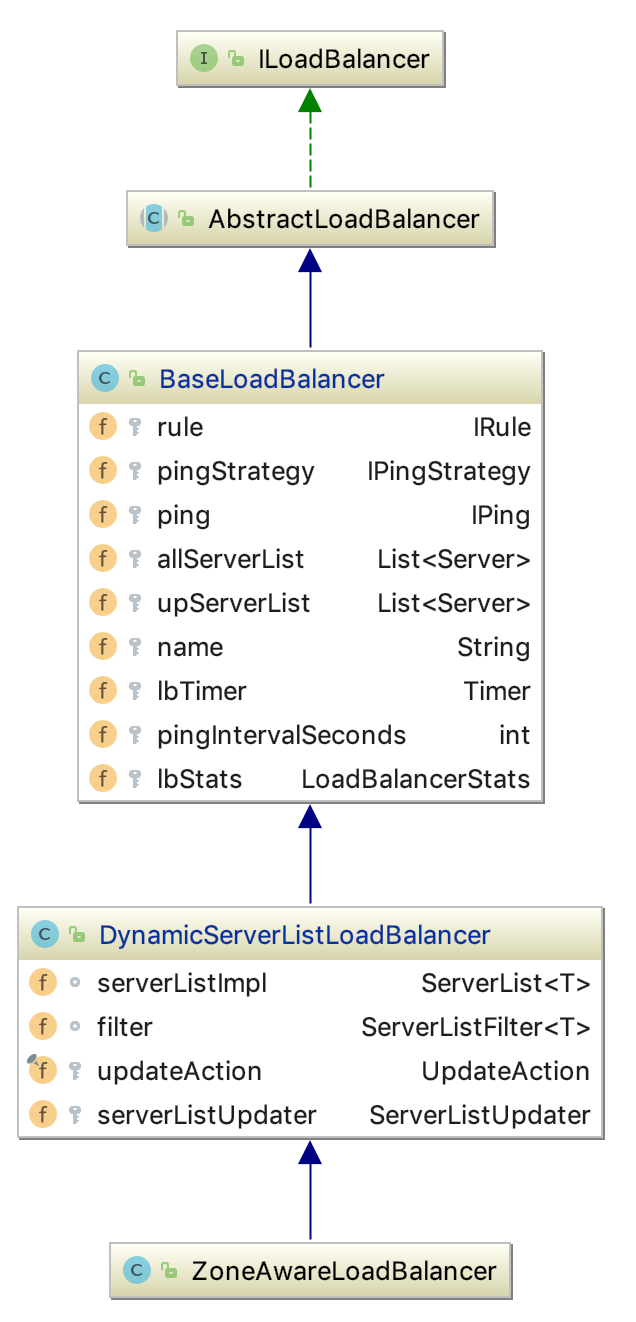 I ILoadBalancer
C AbstractLoadBalancer
C BaseLoadBalancer
f rule IRule
f pingStrategy IPingStrategy
f ping IPing
f allServerList List<Server>
f upServerList List<Server>
f name String
f lbTimer Timer
f pingIntervalSeconds int
f lbStats LoadBalancerStats
C DynamicServerListLoadBalancer
f serverListImpl ServerList<T>
f filter ServerListFilter<T>
f updateAction UpdateAction
f serverListUpdater ServerListUpdater
C ZoneAwareLoadBalancer